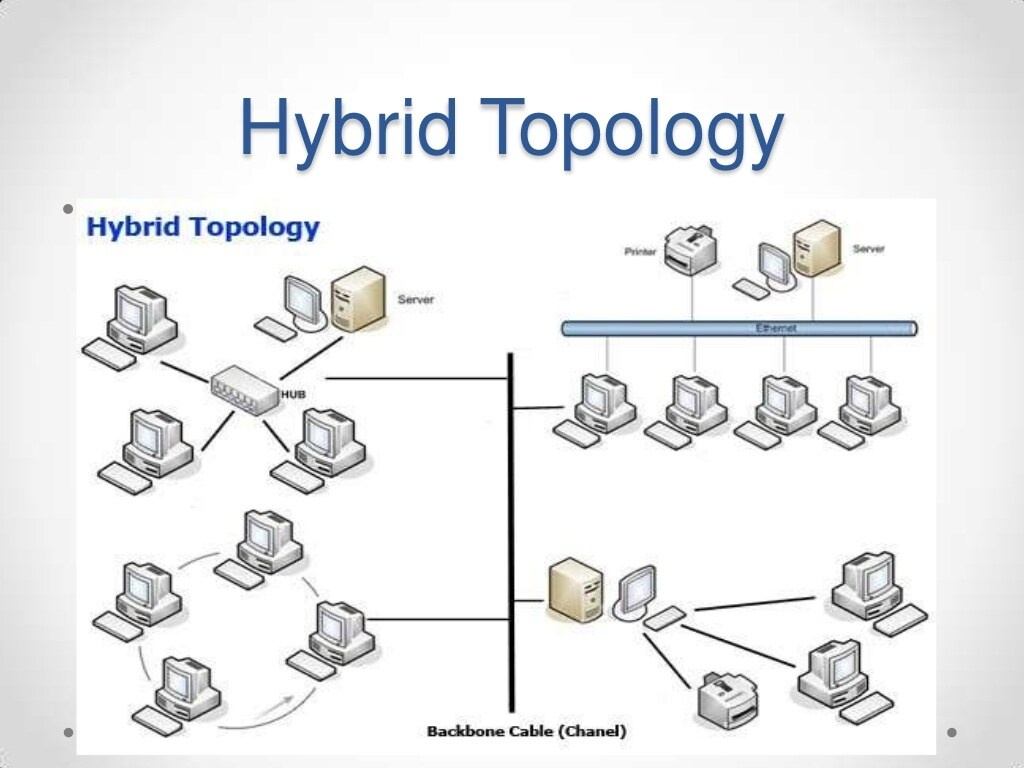 Hybrid Topology
Hybrid Topology
Printer
Server
Server
Ethernet
HUB
Backbone Cable (Chanel)